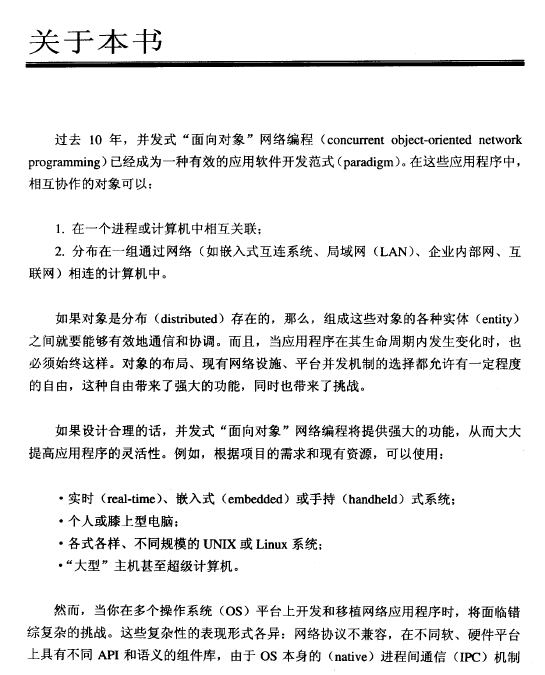 关于本书
过去 10 年，并发式“面向对象”网络编程（concurrent object-oriented network
programming）已经成为一种有效的应用软件开发范式（paradigm）。在这些应用程序中，
相互协作的对象可以：
1. 在一个进程或计算机中相互关联；
2. 分布在一组通过网络（如嵌入式互连系统、局域网（LAN）、企业内部网、互
联网）相连的计算机中。
如果对象是分布（distributed）存在的，那么，组成这些对象的各种实体（entity）
之间就要能够有效地通信和协调。而且，当应用程序在其生命周期内发生变化时，也
必须始终这样。对象的布局、现有网络设施、平台并发机制的选择都允许有一定程度
的自由，这种自由带来了强大的功能，同时也带来了挑战。
如果设计合理的话，并发式“面向对象”网络编程将提供强大的功能，从而大大
提高应用程序的灵活性。例如，根据项目的需求和现有资源，可以使用：
·实时（real-time）、嵌入式（embedded）或手持（handheld）式系统；
·个人或膝上型电脑；
·各式各样、不同规模的 UNIX 或 Linux 系统；
·“大型”主机甚至超级计算机。
然而，当你在多个操作系统（OS）平台上开发和移植网络应用程序时，将面临错
综复杂的挑战。这些复杂性的表现形式各异：网络协议不兼容，在不同软、硬件平台
上具有不同 API 和语义的组件库，由于 OS 本身的（native）进程间通信（IPC）机制